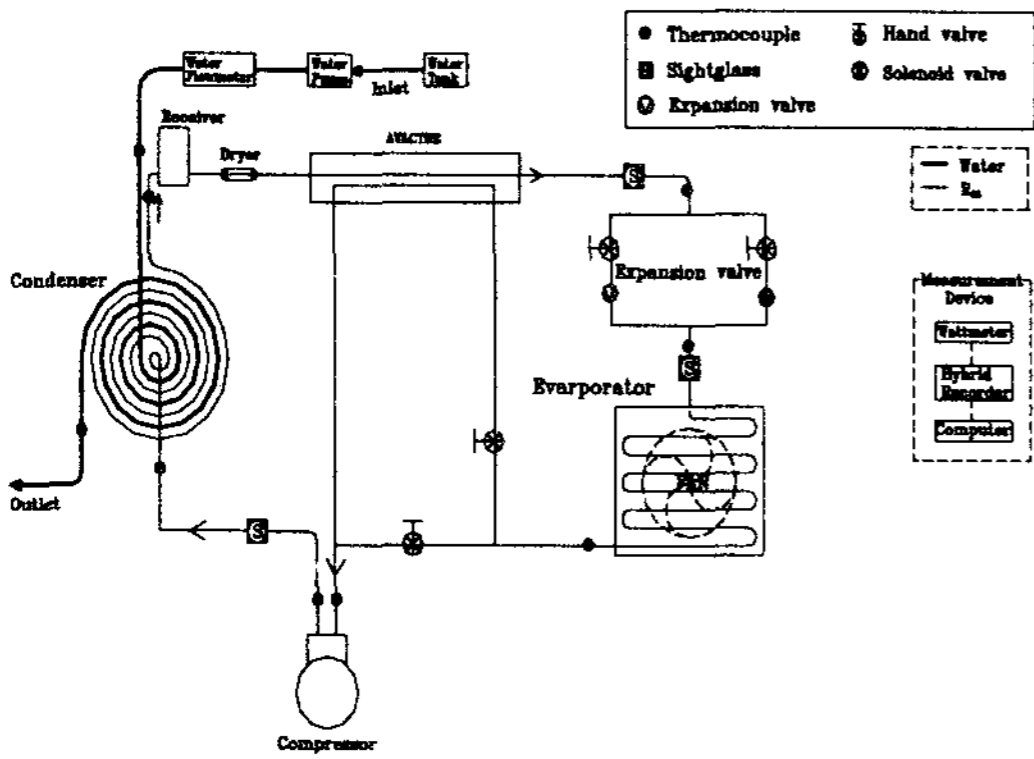 Thermocouple
Hand valve
Sightglass
Solenoid valve
Expansion valve
Water
Flowmeter
Water
Inlet
Water
Tank
Receiver
Dryer
Water
Condenser
Expansion valve
Measurement
Device
Wattmeter
Hybrid
Recorder
Computer
Evarporator
FAN
Outlet
Compressor